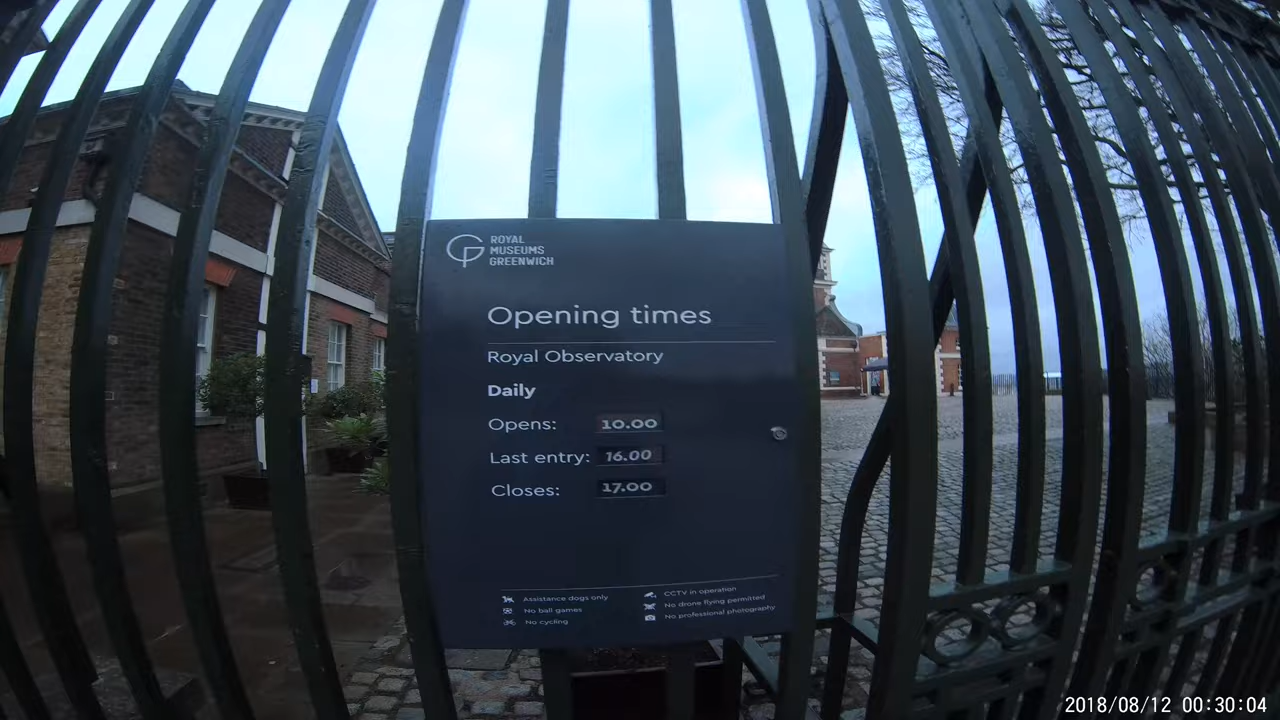 ROYAL
MUSEUMS
GREENWICH
Opening times
Royal Observatory
Daily
Opens: 10.00
Last entry: 16.00
Closes: 17.00
Assistance dogs only
No ball games
No cycling
CCTV in operation
No drone flying permitted
No professional photography
2018/08/12 00:30:04